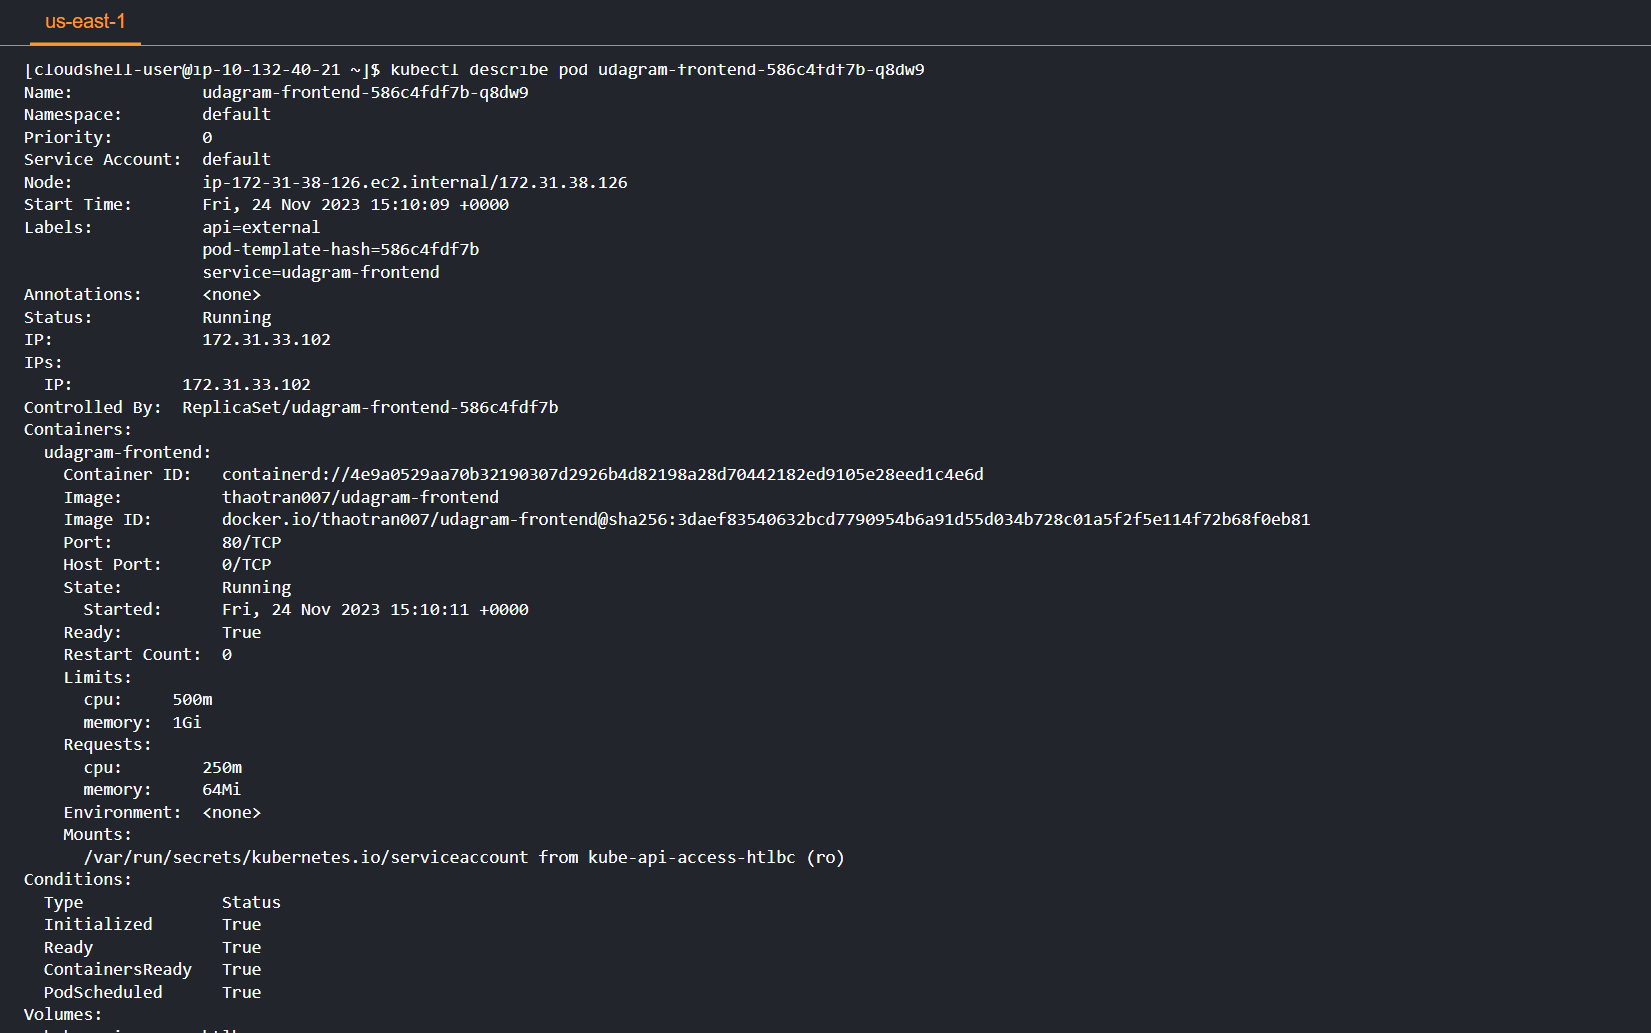 us-east-1
[cloudshell-user@ip-10-132-40-21 ~]$ kubectl describe pod udagram-frontend-586c4fdf7b-q8dw9
Name:             udagram-frontend-586c4fdf7b-q8dw9
Namespace:        default
Priority:         0
Service Account:  default
Node:             ip-172-31-38-126.ec2.internal/172.31.38.126
Start Time:       Fri, 24 Nov 2023 15:10:09 +0000
Labels:           api=external
                  pod-template-hash=586c4fdf7b
                  service=udagram-frontend
Annotations:      <none>
Status:           Running
IP:               172.31.33.102
IPs:
  IP:           172.31.33.102
Controlled By:  ReplicaSet/udagram-frontend-586c4fdf7b
Containers:
  udagram-frontend:
    Container ID:   containerd://4e9a0529aa70b32190307d2926b4d82198a28d70442182ed9105e28eed1c4e6d
    Image:          thaotran007/udagram-frontend
    Image ID:       docker.io/thaotran007/udagram-frontend@sha256:3daef83540632bcd7790954b6a91d55d034b728c01a5f2f5e114f72b68f0eb81
    Port:           80/TCP
    Host Port:      0/TCP
    State:          Running
      Started:      Fri, 24 Nov 2023 15:10:11 +0000
    Ready:          True
    Restart Count:  0
    Limits:
      cpu:     500m
      memory:  1Gi
    Requests:
      cpu:        250m
      memory:     64Mi
    Environment:  <none>
    Mounts:
      /var/run/secrets/kubernetes.io/serviceaccount from kube-api-access-htlbc (ro)
Conditions:
  Type              Status
  Initialized       True
  Ready             True
  ContainersReady   True
  PodScheduled      True
Volumes: